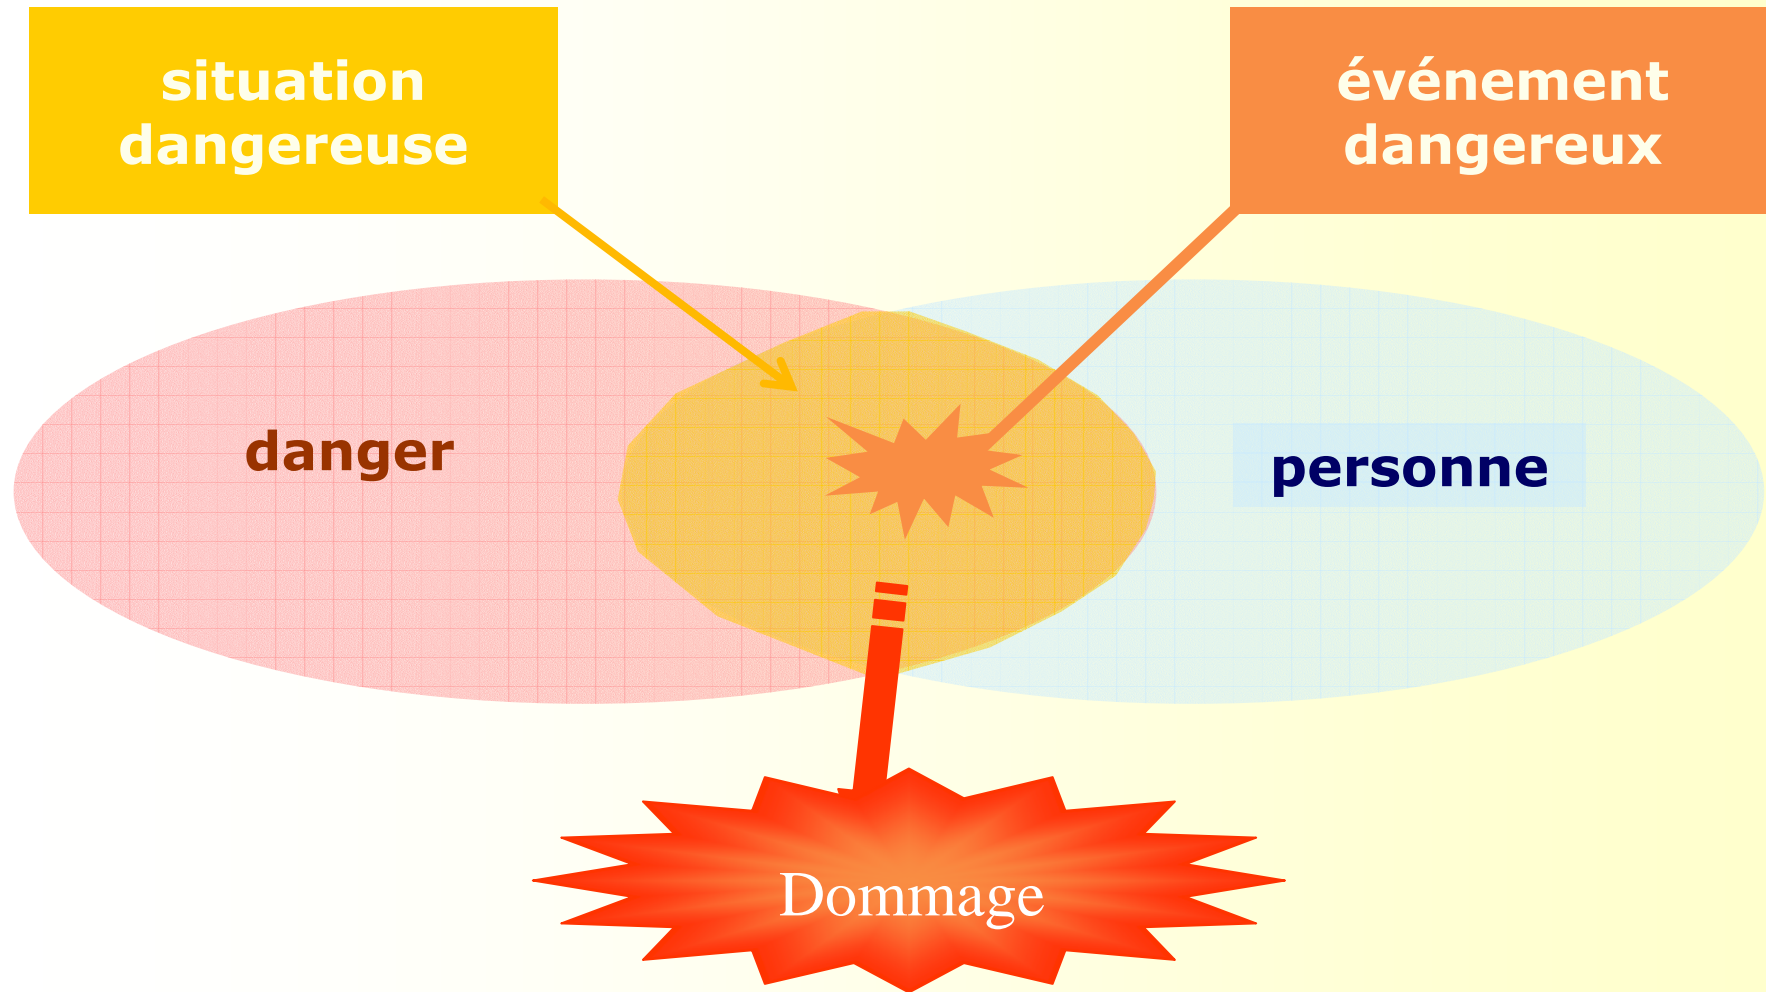 situation
dangereuse
événement
dangereux
danger
personne
Dommage